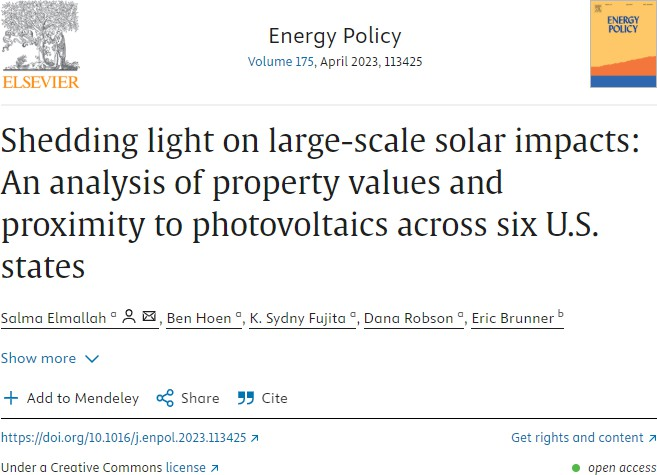 ELSEVIER
Energy Policy
Volume 175, April 2023, 113425
ENERGY
POLICY
Shedding light on large-scale solar impacts:
An analysis of property values and
proximity to photovoltaics across six U.S.
states
Salma Elmallah a, Ben Hoen a, K. Sydny Fujita a, Dana Robson a, Eric Brunner b
Show more
Add to Mendeley Share Cite
https://doi.org/10.1016/j.enpol.2023.113425 Get rights and content
Under a Creative Commons license open access